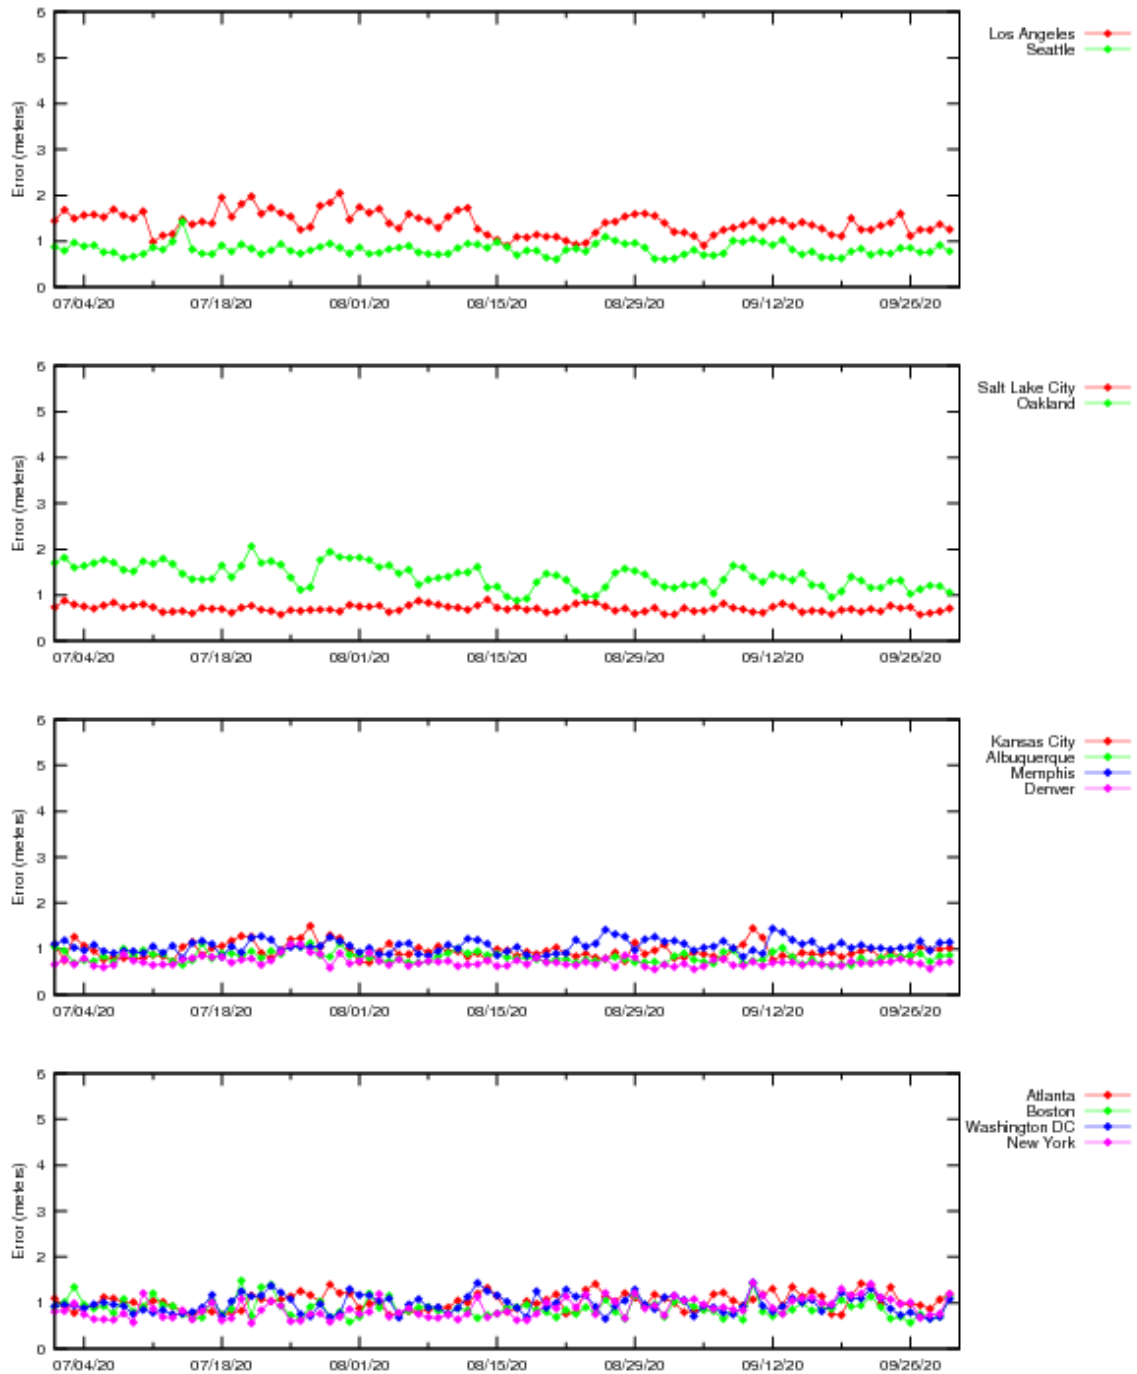 6
Los Angeles
Seattle
5
4
3
2
1
0
Error (meters)
07/04/20 07/18/20 08/01/20 08/15/20 08/29/20 09/12/20 09/26/20
6
Salt Lake City
Oakland
5
4
3
2
1
0
Error (meters)
07/04/20 07/18/20 08/01/20 08/15/20 08/29/20 09/12/20 09/26/20
6
Kansas City
Albuquerque
Memphis
Denver
5
4
3
2
1
0
Error (meters)
07/04/20 07/18/20 08/01/20 08/15/20 08/29/20 09/12/20 09/26/20
6
Atlanta
Boston
Washington DC
New York
5
4
3
2
1
0
Error (meters)
07/04/20 07/18/20 08/01/20 08/15/20 08/29/20 09/12/20 09/26/20